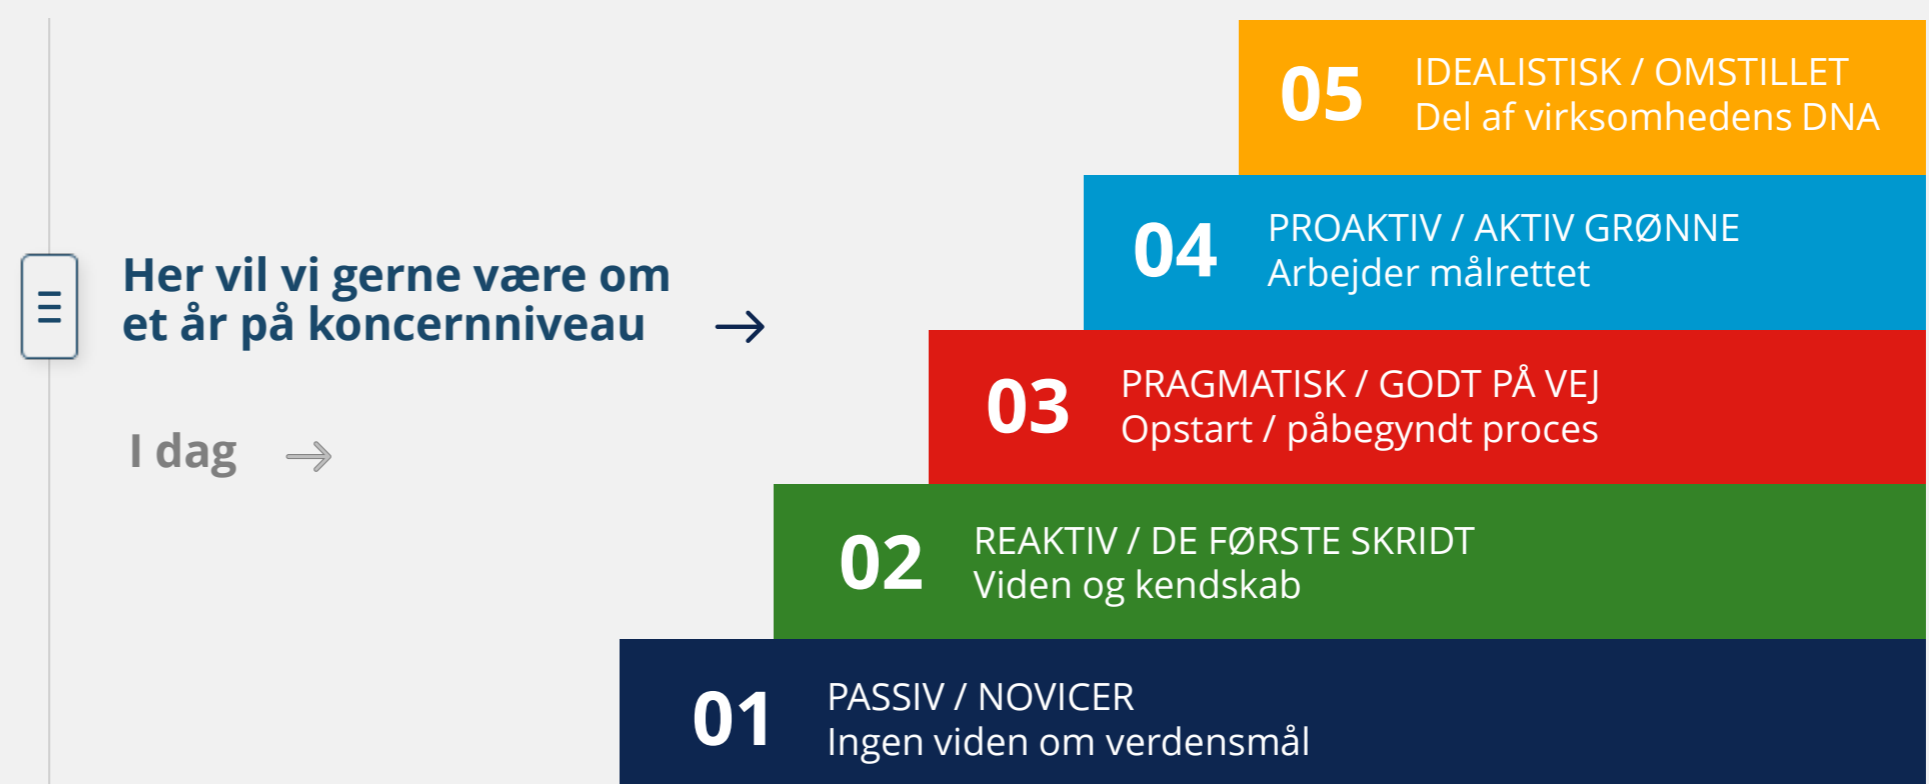 05
IDEALISTISK / OMSTILLET
Del af virksomhedens DNA
04
PROAKTIV / AKTIV GRØNNE
Arbejder målrettet
Her vil vi gerne være om
et år på koncernniveau
03
PRAGMATISK / GODT PÅ VEJ
Opstart / påbegyndt proces
I dag
02
REAKTIV / DE FØRSTE SKRIDT
Viden og kendskab
01
PASSIV / NOVICER
Ingen viden om verdensmål